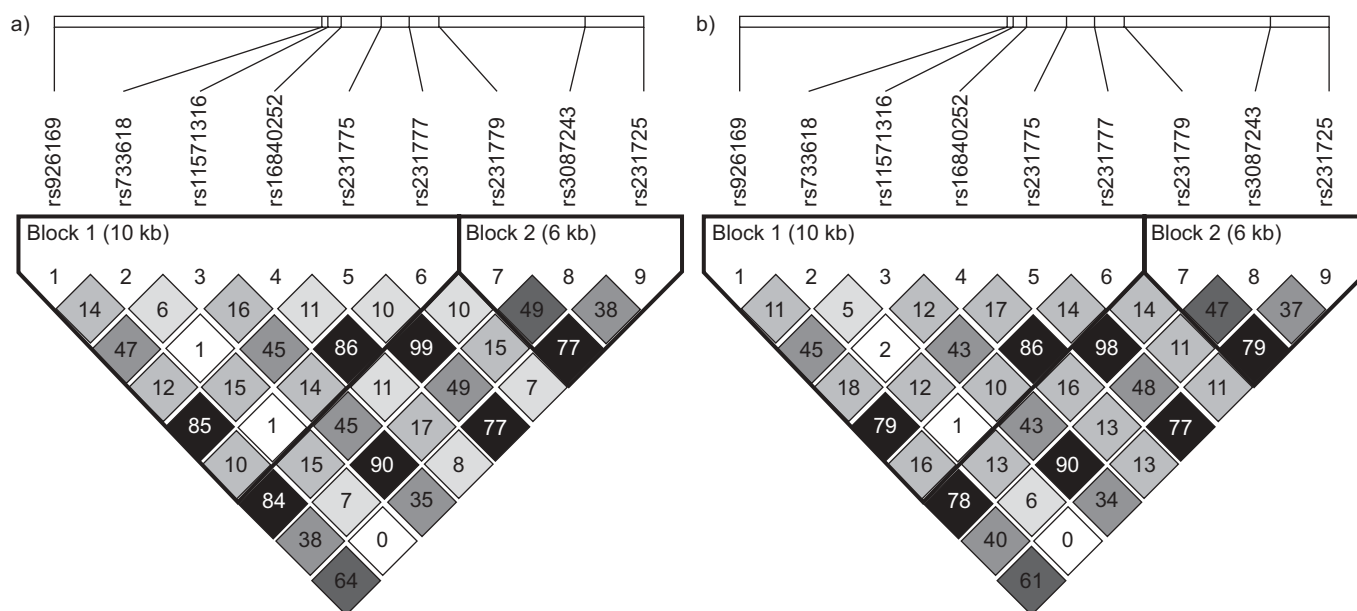 a)
rs926169
rs733618
rs11571316
rs16840252
rs231775
rs231777
rs231779
rs3087243
rs231725
Block 1 (10 kb) Block 2 (6 kb)
1 2 3 4 5 6 7 8 9
14 6 16 11 10 10 49 38
47 1 45 86 99 15 77
12 15 14 11 49 7
85 1 45 17 77
10 15 90 8
84 7 35
38 0
64
b)
rs926169
rs733618
rs11571316
rs16840252
rs231775
rs231777
rs231779
rs3087243
rs231725
Block 1 (10 kb) Block 2 (6 kb)
1 2 3 4 5 6 7 8 9
11 5 12 17 14 14 47 37
45 2 43 86 98 11 79
18 12 10 16 48 11
79 1 43 13 77
16 13 90 13
78 6 34
40 0
61